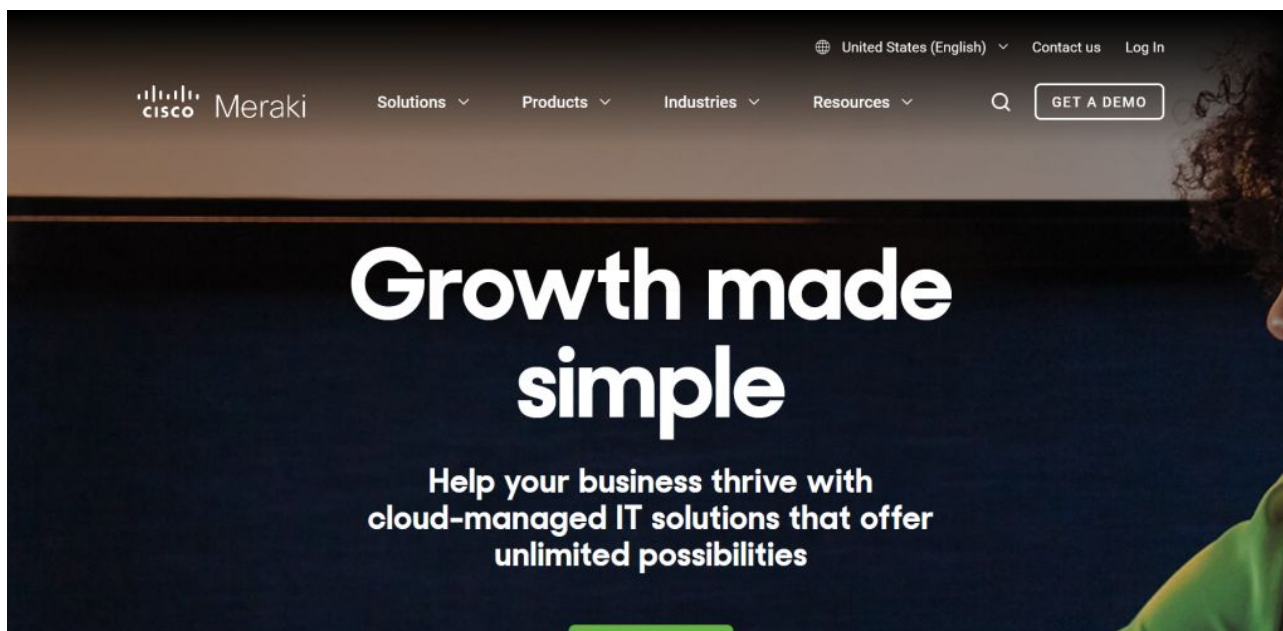 United States (English) Contact us Log In
cisco Meraki Solutions Products Industries Resources GET A DEMO
Growth made
simple
Help your business thrive with
cloud-managed IT solutions that offer
unlimited possibilities